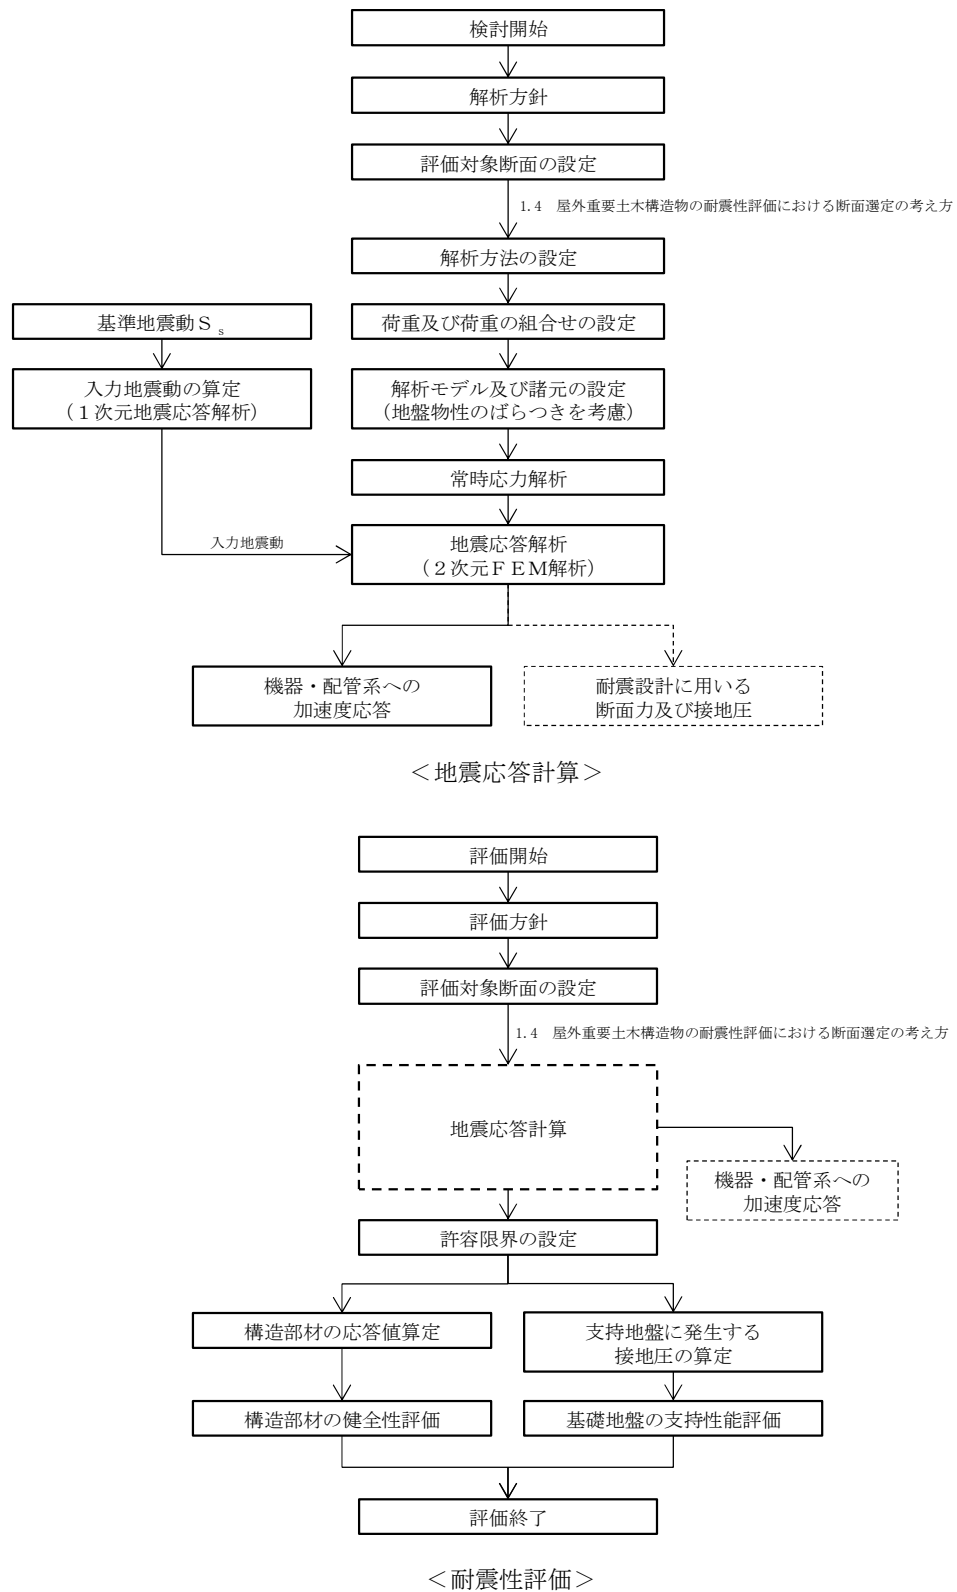 検討開始
解析方針
評価対象断面の設定
1.4　屋外重要土木構造物の耐震性評価における断面選定の考え方
解析方法の設定
基準地震動Ｓs
荷重及び荷重の組合せの設定
入力地震動の算定
（１次元地震応答解析）
解析モデル及び諸元の設定
（地盤物性のばらつきを考慮）
常時応力解析
入力地震動
地震応答解析
（２次元ＦＥＭ解析）
機器・配管系への
加速度応答
耐震設計に用いる
断面力及び接地圧
＜地震応答計算＞
評価開始
評価方針
評価対象断面の設定
1.4　屋外重要土木構造物の耐震性評価における断面選定の考え方
地震応答計算
機器・配管系への
加速度応答
許容限界の設定
構造部材の応答値算定
支持地盤に発生する
接地圧の算定
構造部材の健全性評価
基礎地盤の支持性能評価
評価終了
＜耐震性評価＞